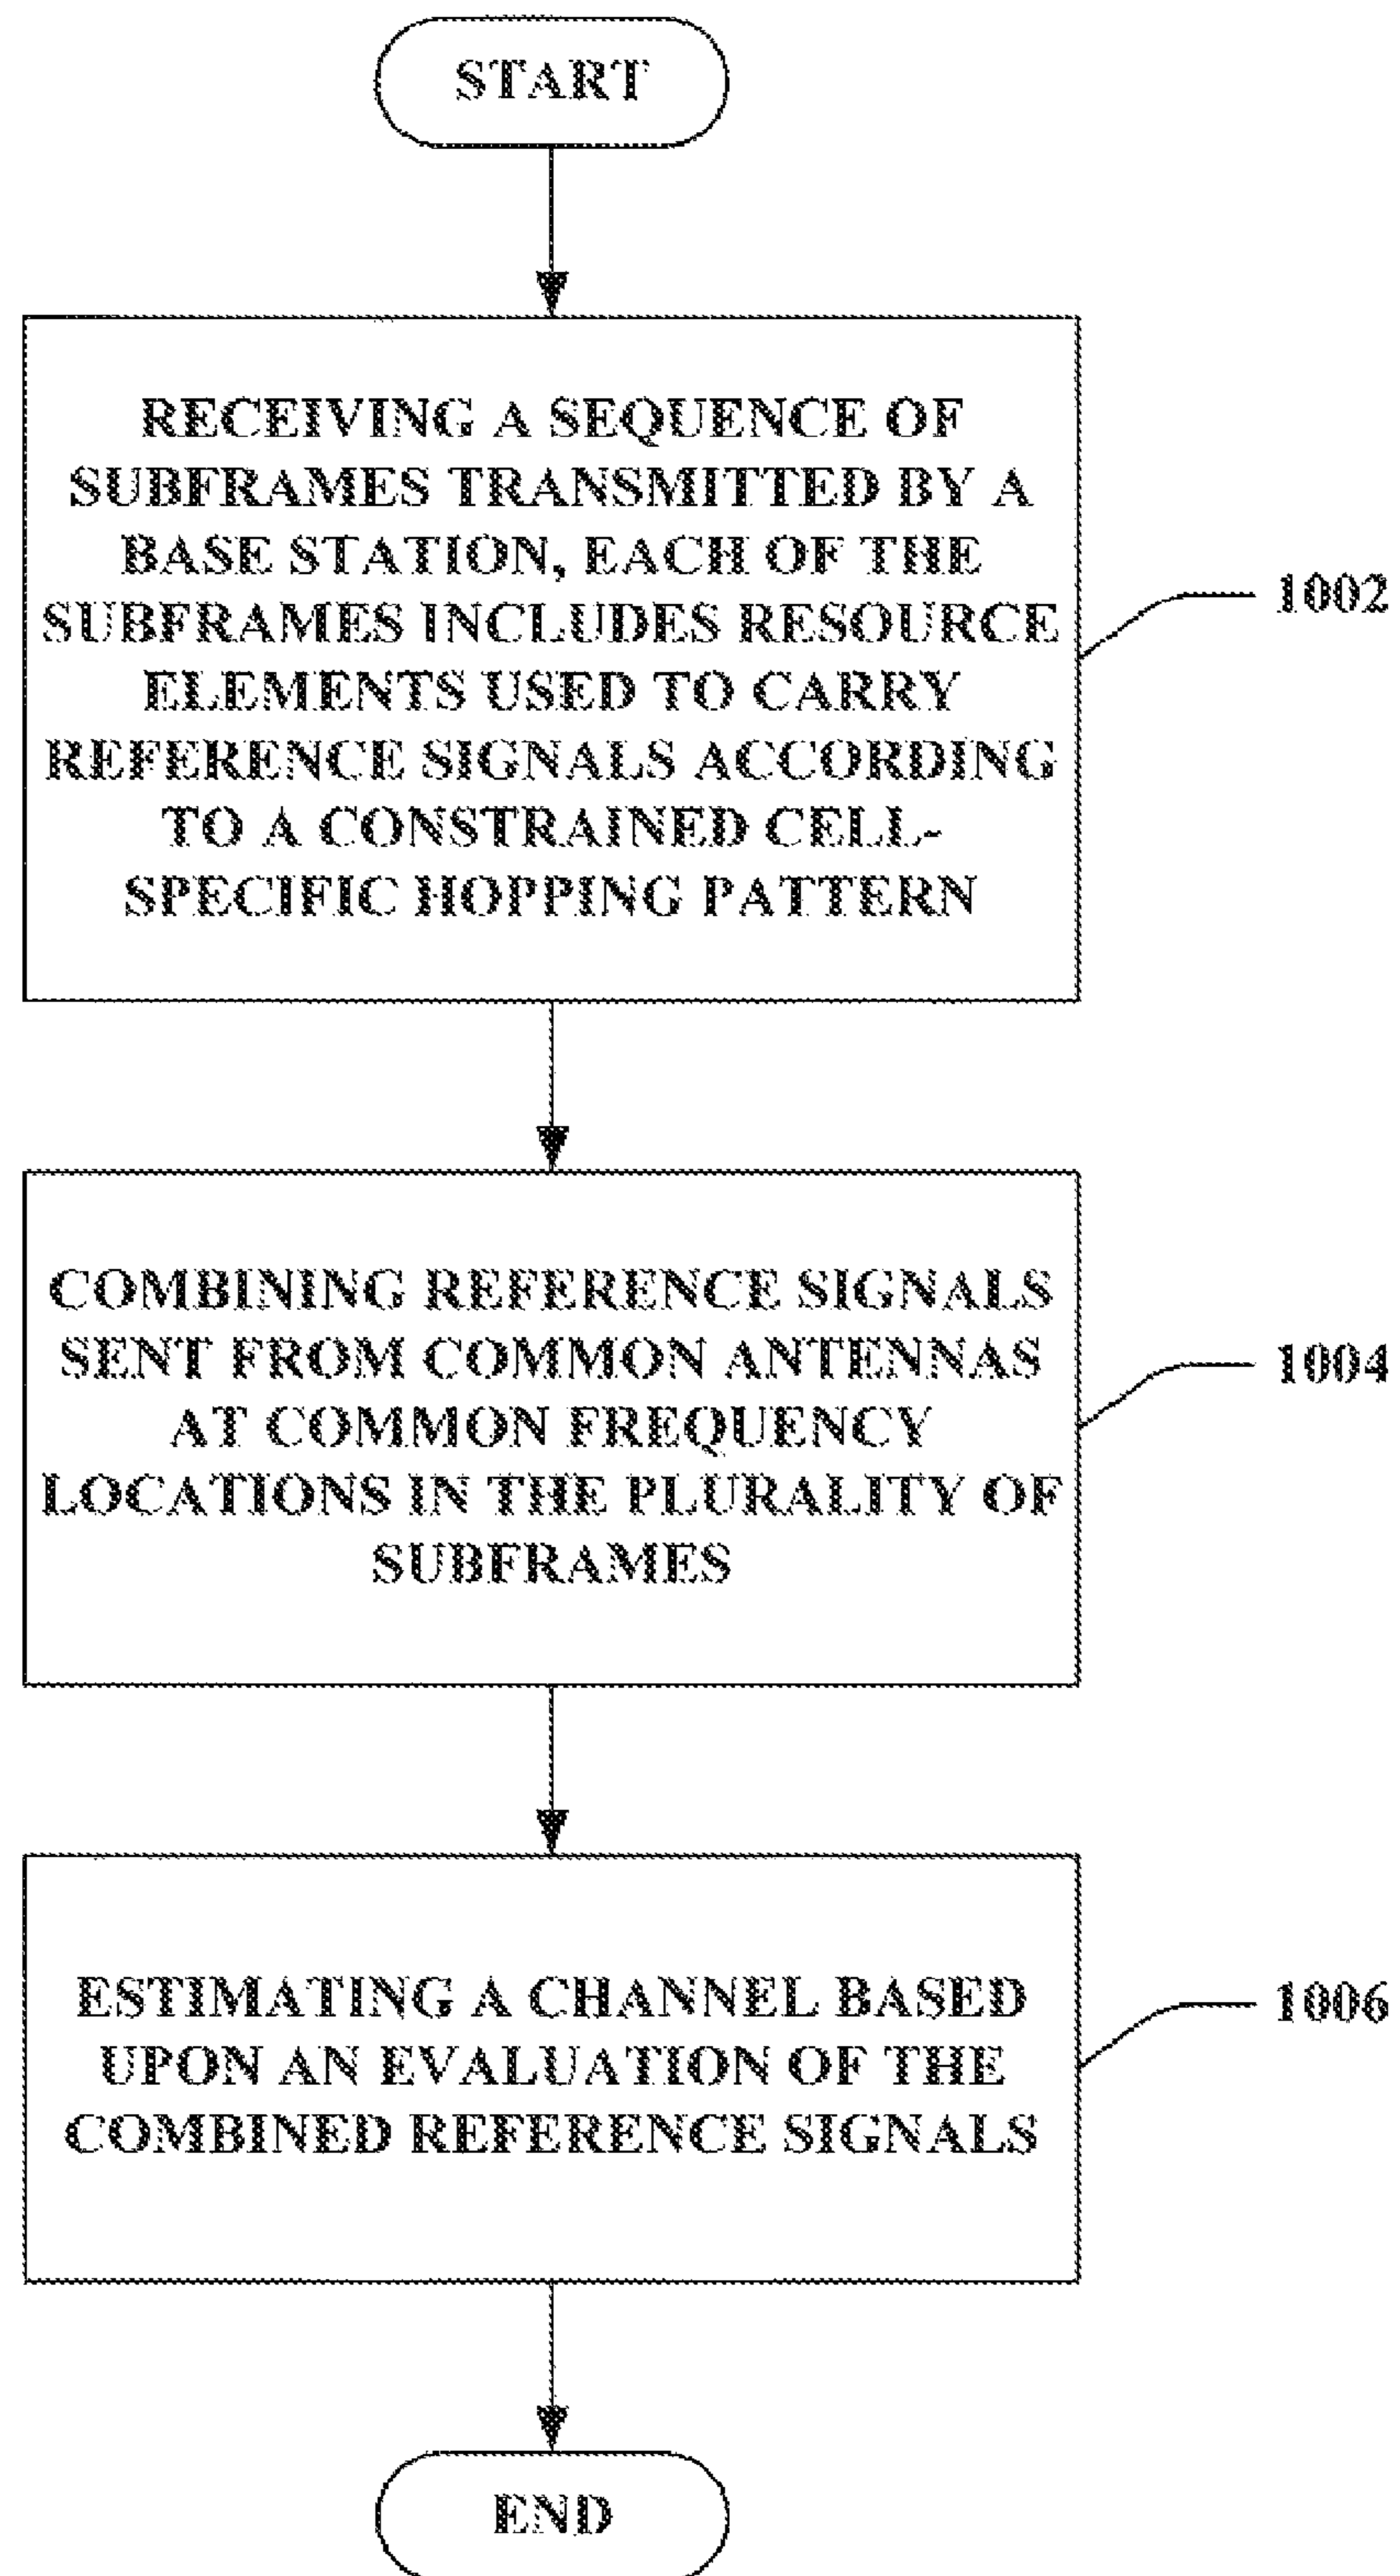 START
RECEIVING A SEQUENCE OF
SUBFRAMES TRANSMITTED BY A
BASE STATION, EACH OF THE
SUBFRAMES INCLUDES RESOURCE
ELEMENTS USED TO CARRY
REFERENCE SIGNALS ACCORDING
TO A CONSTRAINED CELL-
SPECIFIC HOPPING PATTERN
1002
COMBINING REFERENCE SIGNALS
SENT FROM COMMON ANTENNAS
AT COMMON FREQUENCY
LOCATIONS IN THE PLURALITY OF
SUBFRAMES
1004
ESTIMATING A CHANNEL BASED
UPON AN EVALUATION OF THE
COMBINED REFERENCE SIGNALS
1006
END